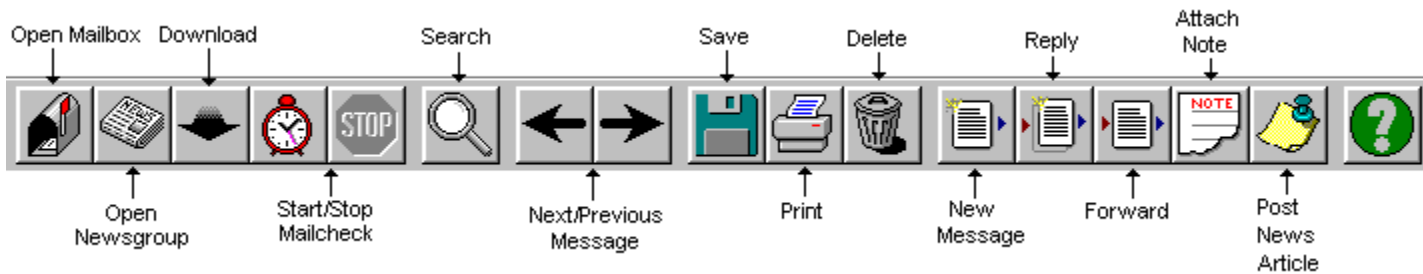 Open Mailbox
Download
Search
Save
Delete
Reply
Attach
Note
NEWS
STOP
NOTE
?
Open
Newsgroup
Start/Stop
Mailcheck
Next/Previous
Message
Print
New
Message
Forward
Post
News
Article